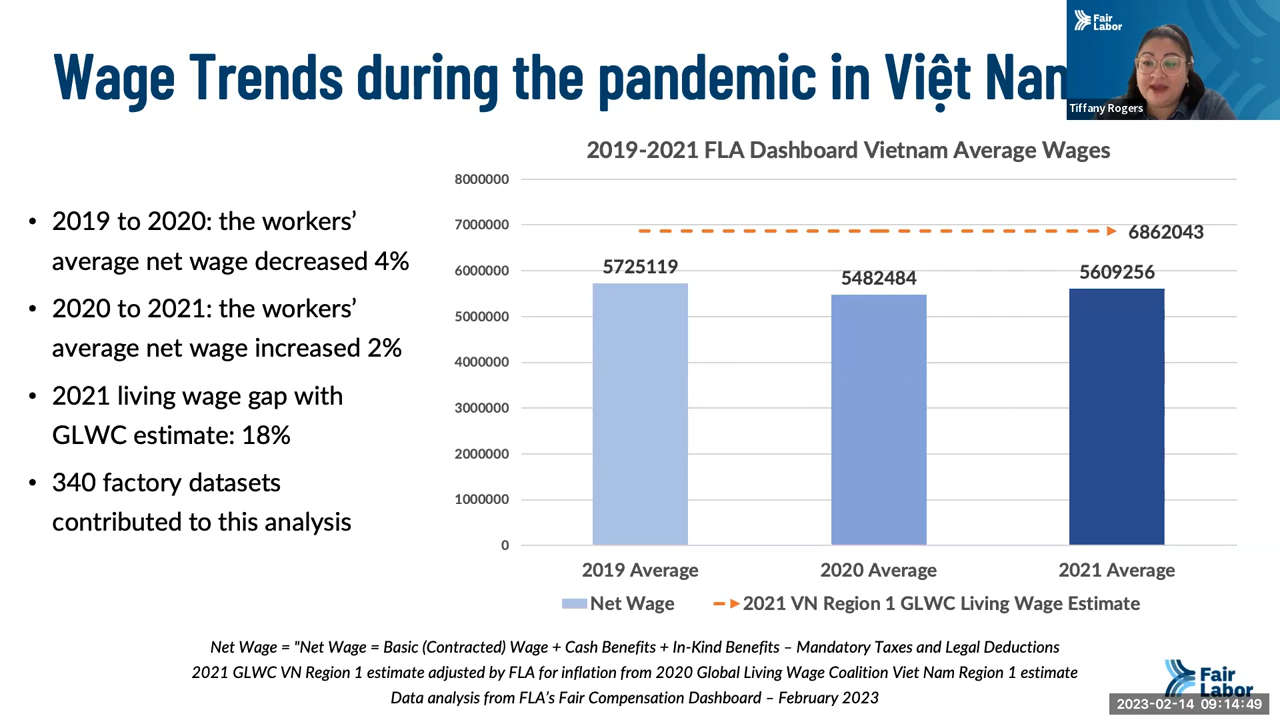 Wage Trends during the pandemic in Việt Nam
Fair
Labor
Tiffany Rogers
• 2019 to 2020: the workers’
average net wage decreased 4%
• 2020 to 2021: the workers’
average net wage increased 2%
• 2021 living wage gap with
GLWC estimate: 18%
• 340 factory datasets
contributed to this analysis
2019-2021 FLA Dashboard Vietnam Average Wages
8000000
7000000
6000000
5000000
4000000
3000000
2000000
1000000
0
6862043
5725119
5482484
5609256
2019 Average
2020 Average
2021 Average
Net Wage
2021 VN Region 1 GLWC Living Wage Estimate
Net Wage = "Net Wage = Basic (Contracted) Wage + Cash Benefits + In-Kind Benefits – Mandatory Taxes and Legal Deductions
2021 GLWC VN Region 1 estimate adjusted by FLA for inflation from 2020 Global Living Wage Coalition Viet Nam Region 1 estimate
Data analysis from FLA’s Fair Compensation Dashboard – February 2023
Fair
Labor
2023-02-14 09:14:49